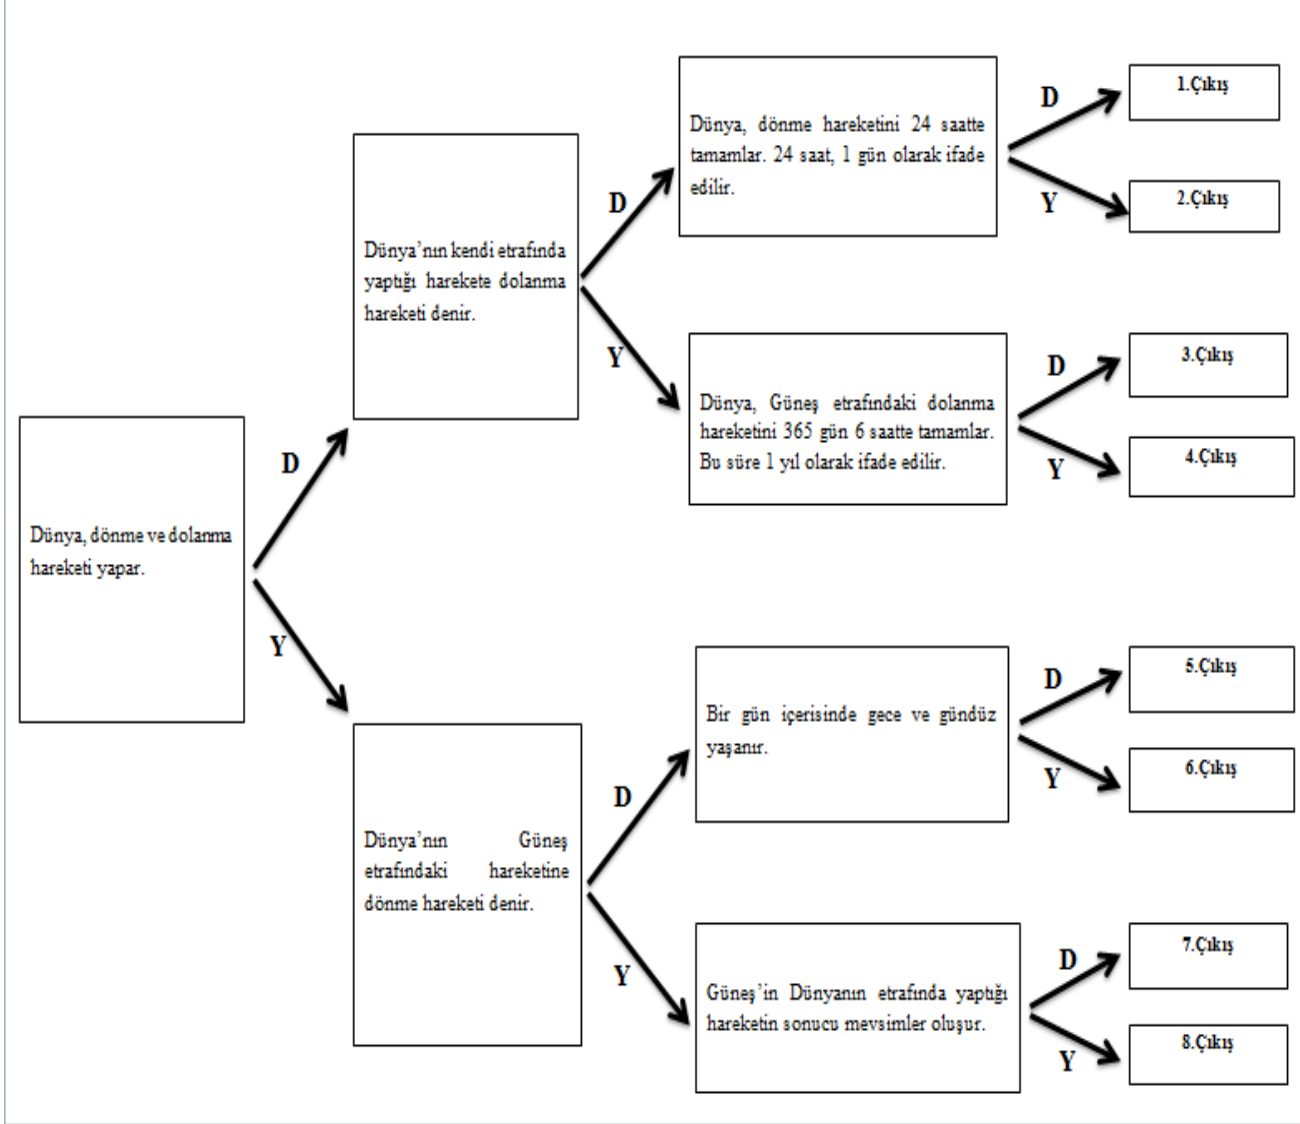 Dünya, dönme ve dolanma
hareketi yapar.
D
Y
Dünya’nın kendi etrafında
yaptığı harekete dolanma
hareketi denir.
D
Y
Dünya’nın Güneş
etrafındaki hareketine
dönme hareketi denir.
D
Y
Dünya, dönme hareketini 24 saatte
tamamlar. 24 saat, 1 gün olarak ifade
edilir.
D
Y
Dünya, Güneş etrafındaki dolanma
hareketini 365 gün 6 saatte tamamlar.
Bu süre 1 yıl olarak ifade edilir.
D
Y
Bir gün içerisinde gece ve gündüz
yaşanır.
D
Y
Güneş’in Dünyanın etrafında yaptığı
hareketin sonucu mevsimler oluşur.
D
Y
1.Çıkış
2.Çıkış
3.Çıkış
4.Çıkış
5.Çıkış
6.Çıkış
7.Çıkış
8.Çıkış